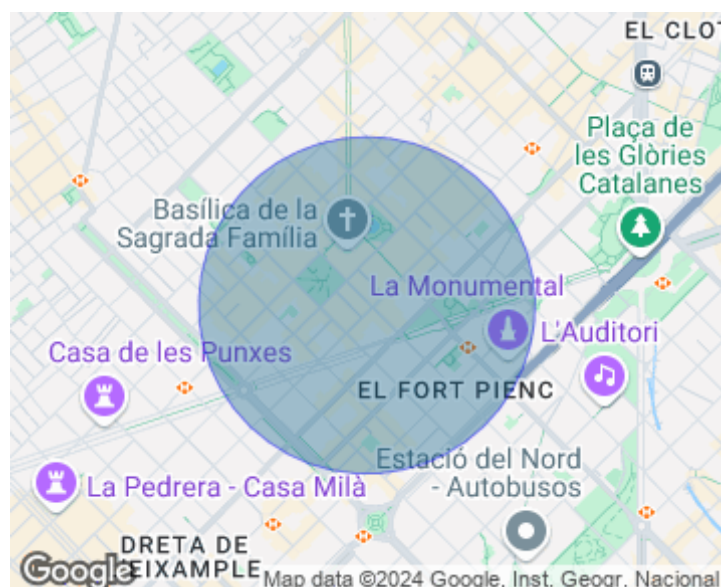 EL CLOT
Plaça de
les Glòries
Catalanes
Basílica de la
Sagrada Família
La Monumental
L'Auditori
Casa de les Punxes
EL FORT PIENC
Estació del Nord
- Autobusos
La Pedrera - Casa Milà
DRETA DE
EIXAMPLE
Google
Map data ©2024 Google, Inst. Geogr. Nacional